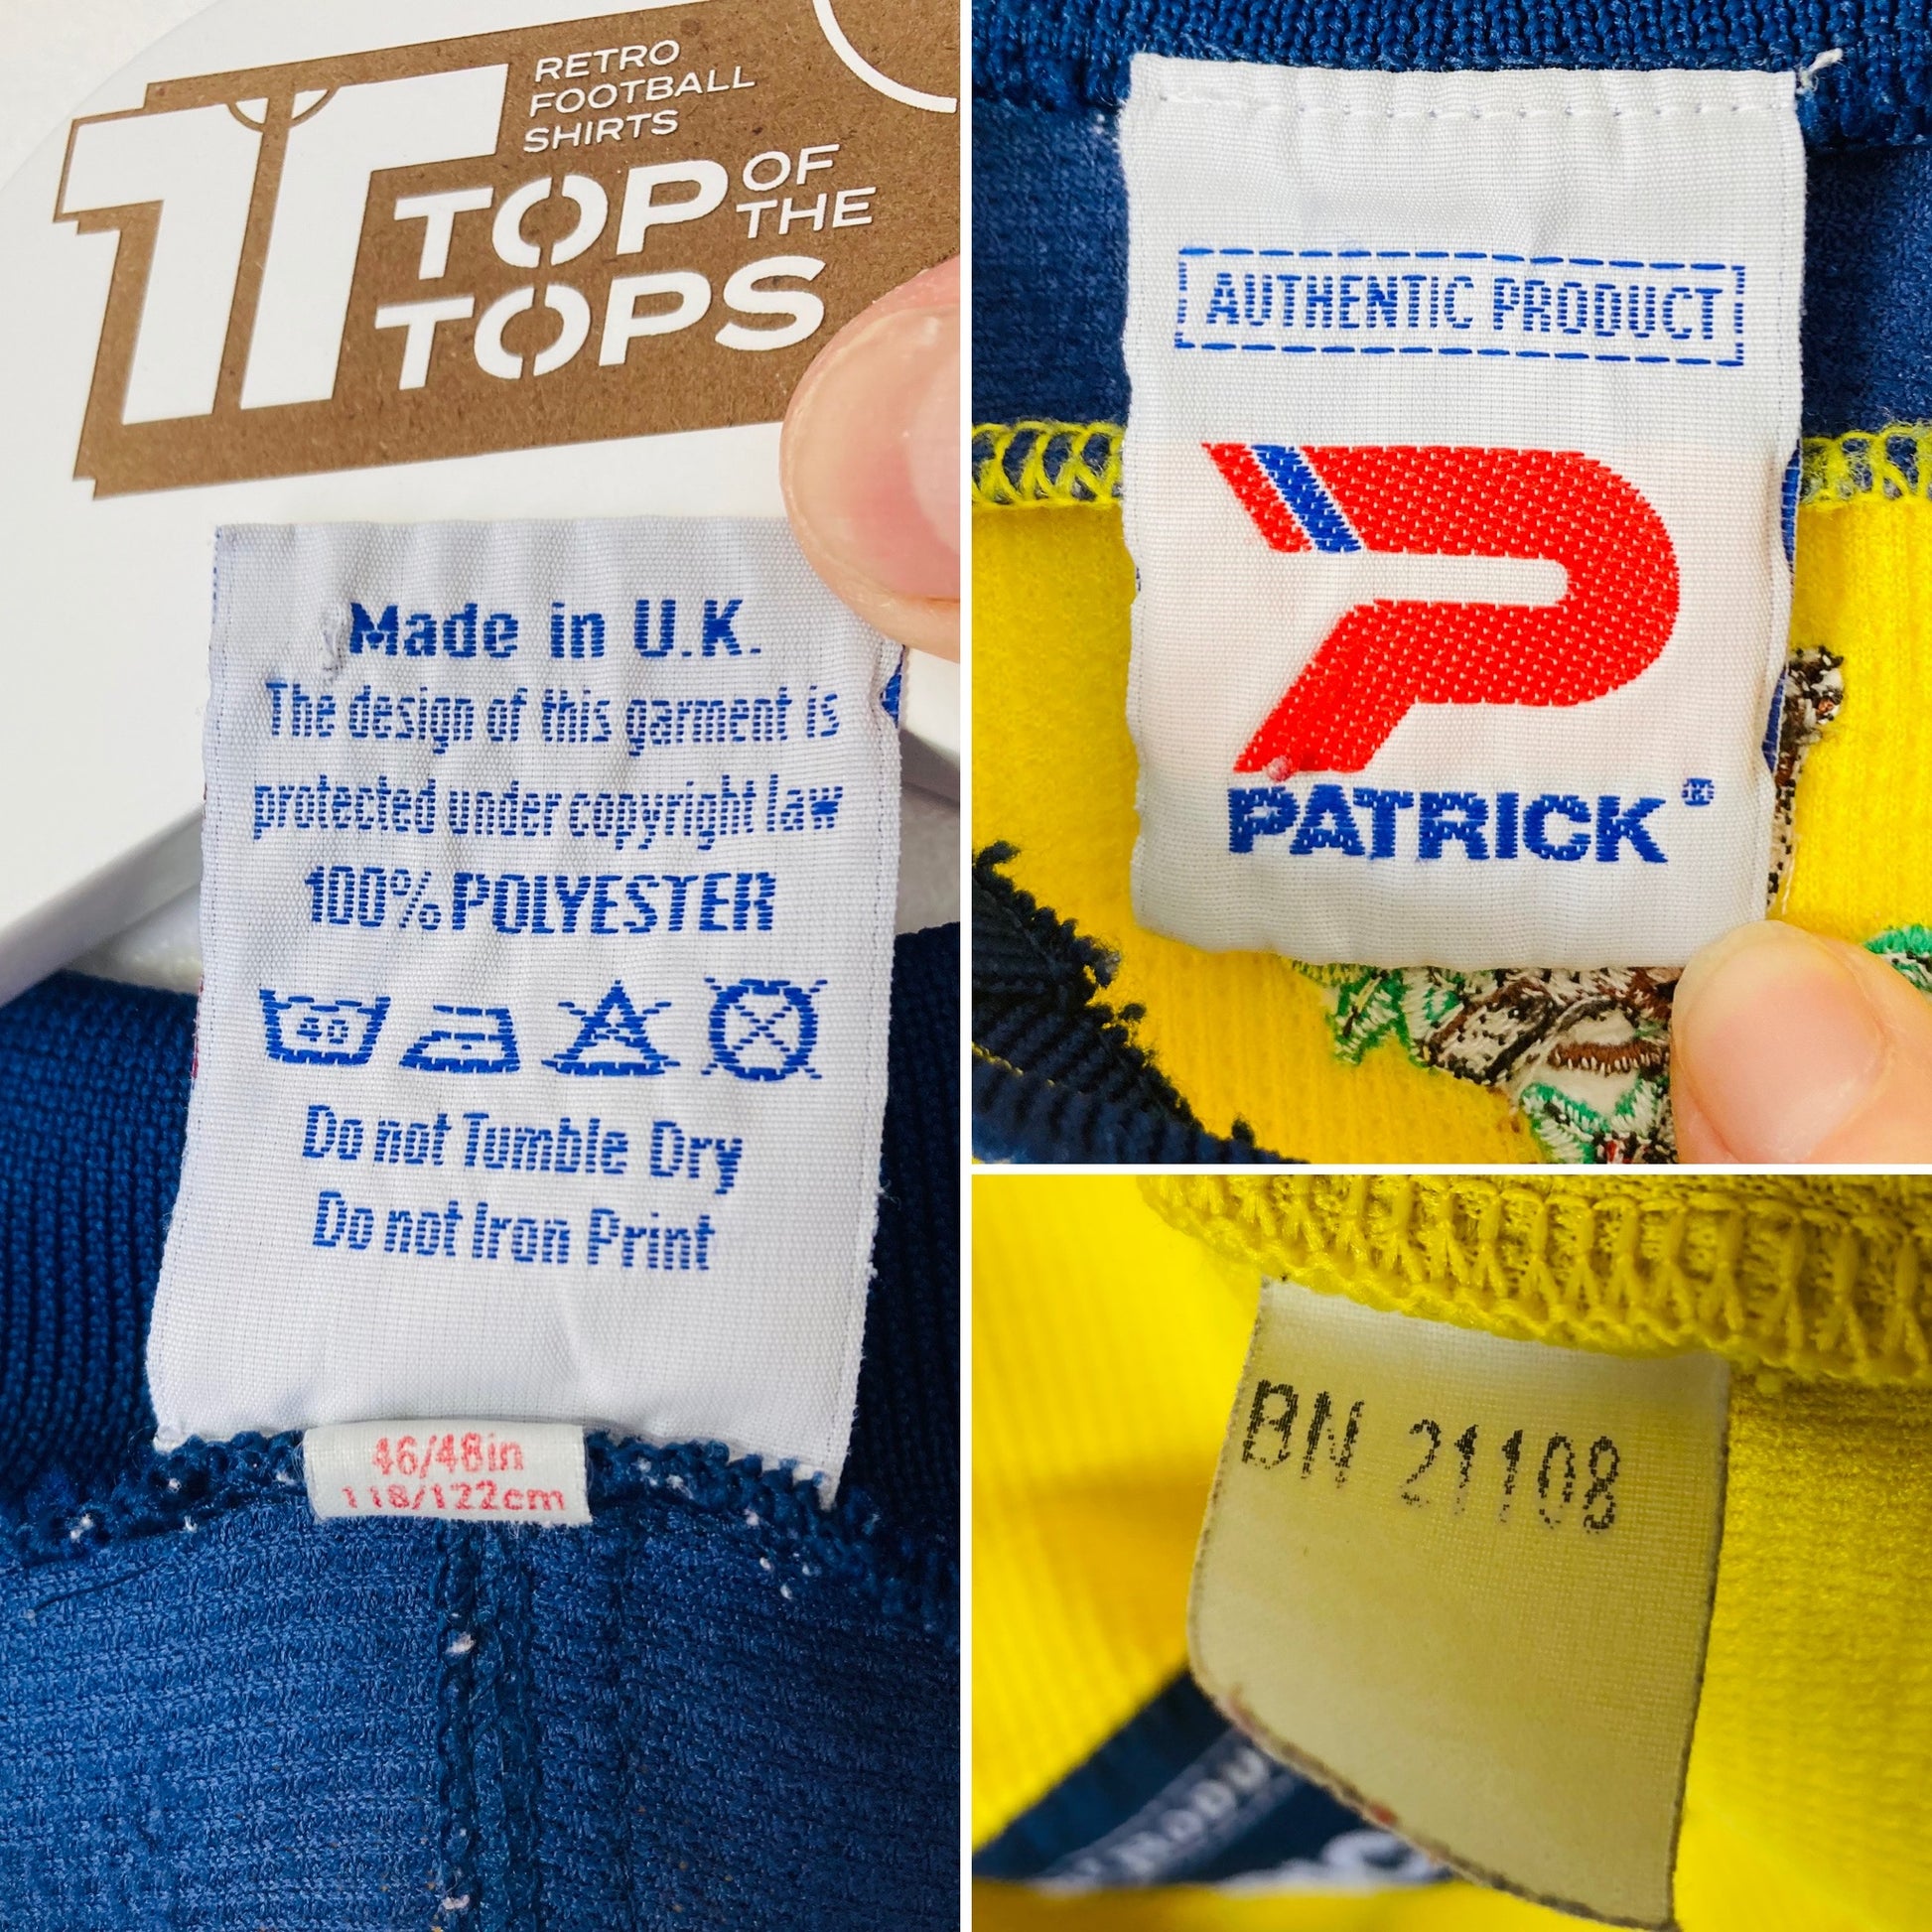 RETRO
FOOTBALL
SHIRTS
TOP OF THE
TOPS
Made in U.K.
The design of this garment is
protected under copyright law
100% POLYESTER
40
Do not Tumble Dry
Do not Iron Print
46/48in
118/122cm
AUTHENTIC PRODUCT
PATRICK®
BN 21108